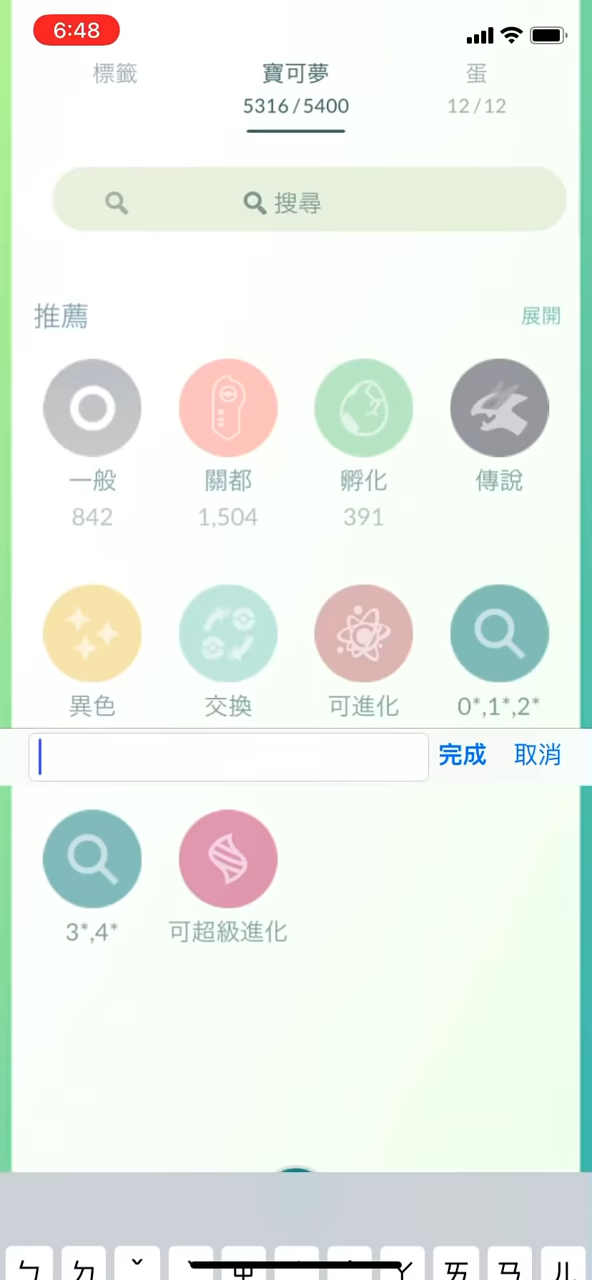 6:48
標籤
寶可夢
蛋
5316/5400
12/12
搜尋
推薦
展開
一般
關都
孵化
傳說
842
1,504
391
異色
交換
可進化
0*,1*,2*
完成
取消
3*,4*
可超級進化
ㄅ ㄉ ˇ ˋ ㄓ ˊ ˙ ㄚ ㄞ ㄢ ㄦ